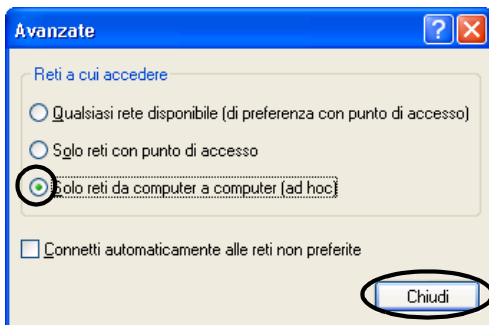 Avanzate
Reti a cui accedere
Qualsiasi rete disponibile (di preferenza con punto di accesso)
Solo reti con punto di accesso
Solo reti da computer a computer (ad hoc)
Connetti automaticamente alle reti non preferite
Chiudi